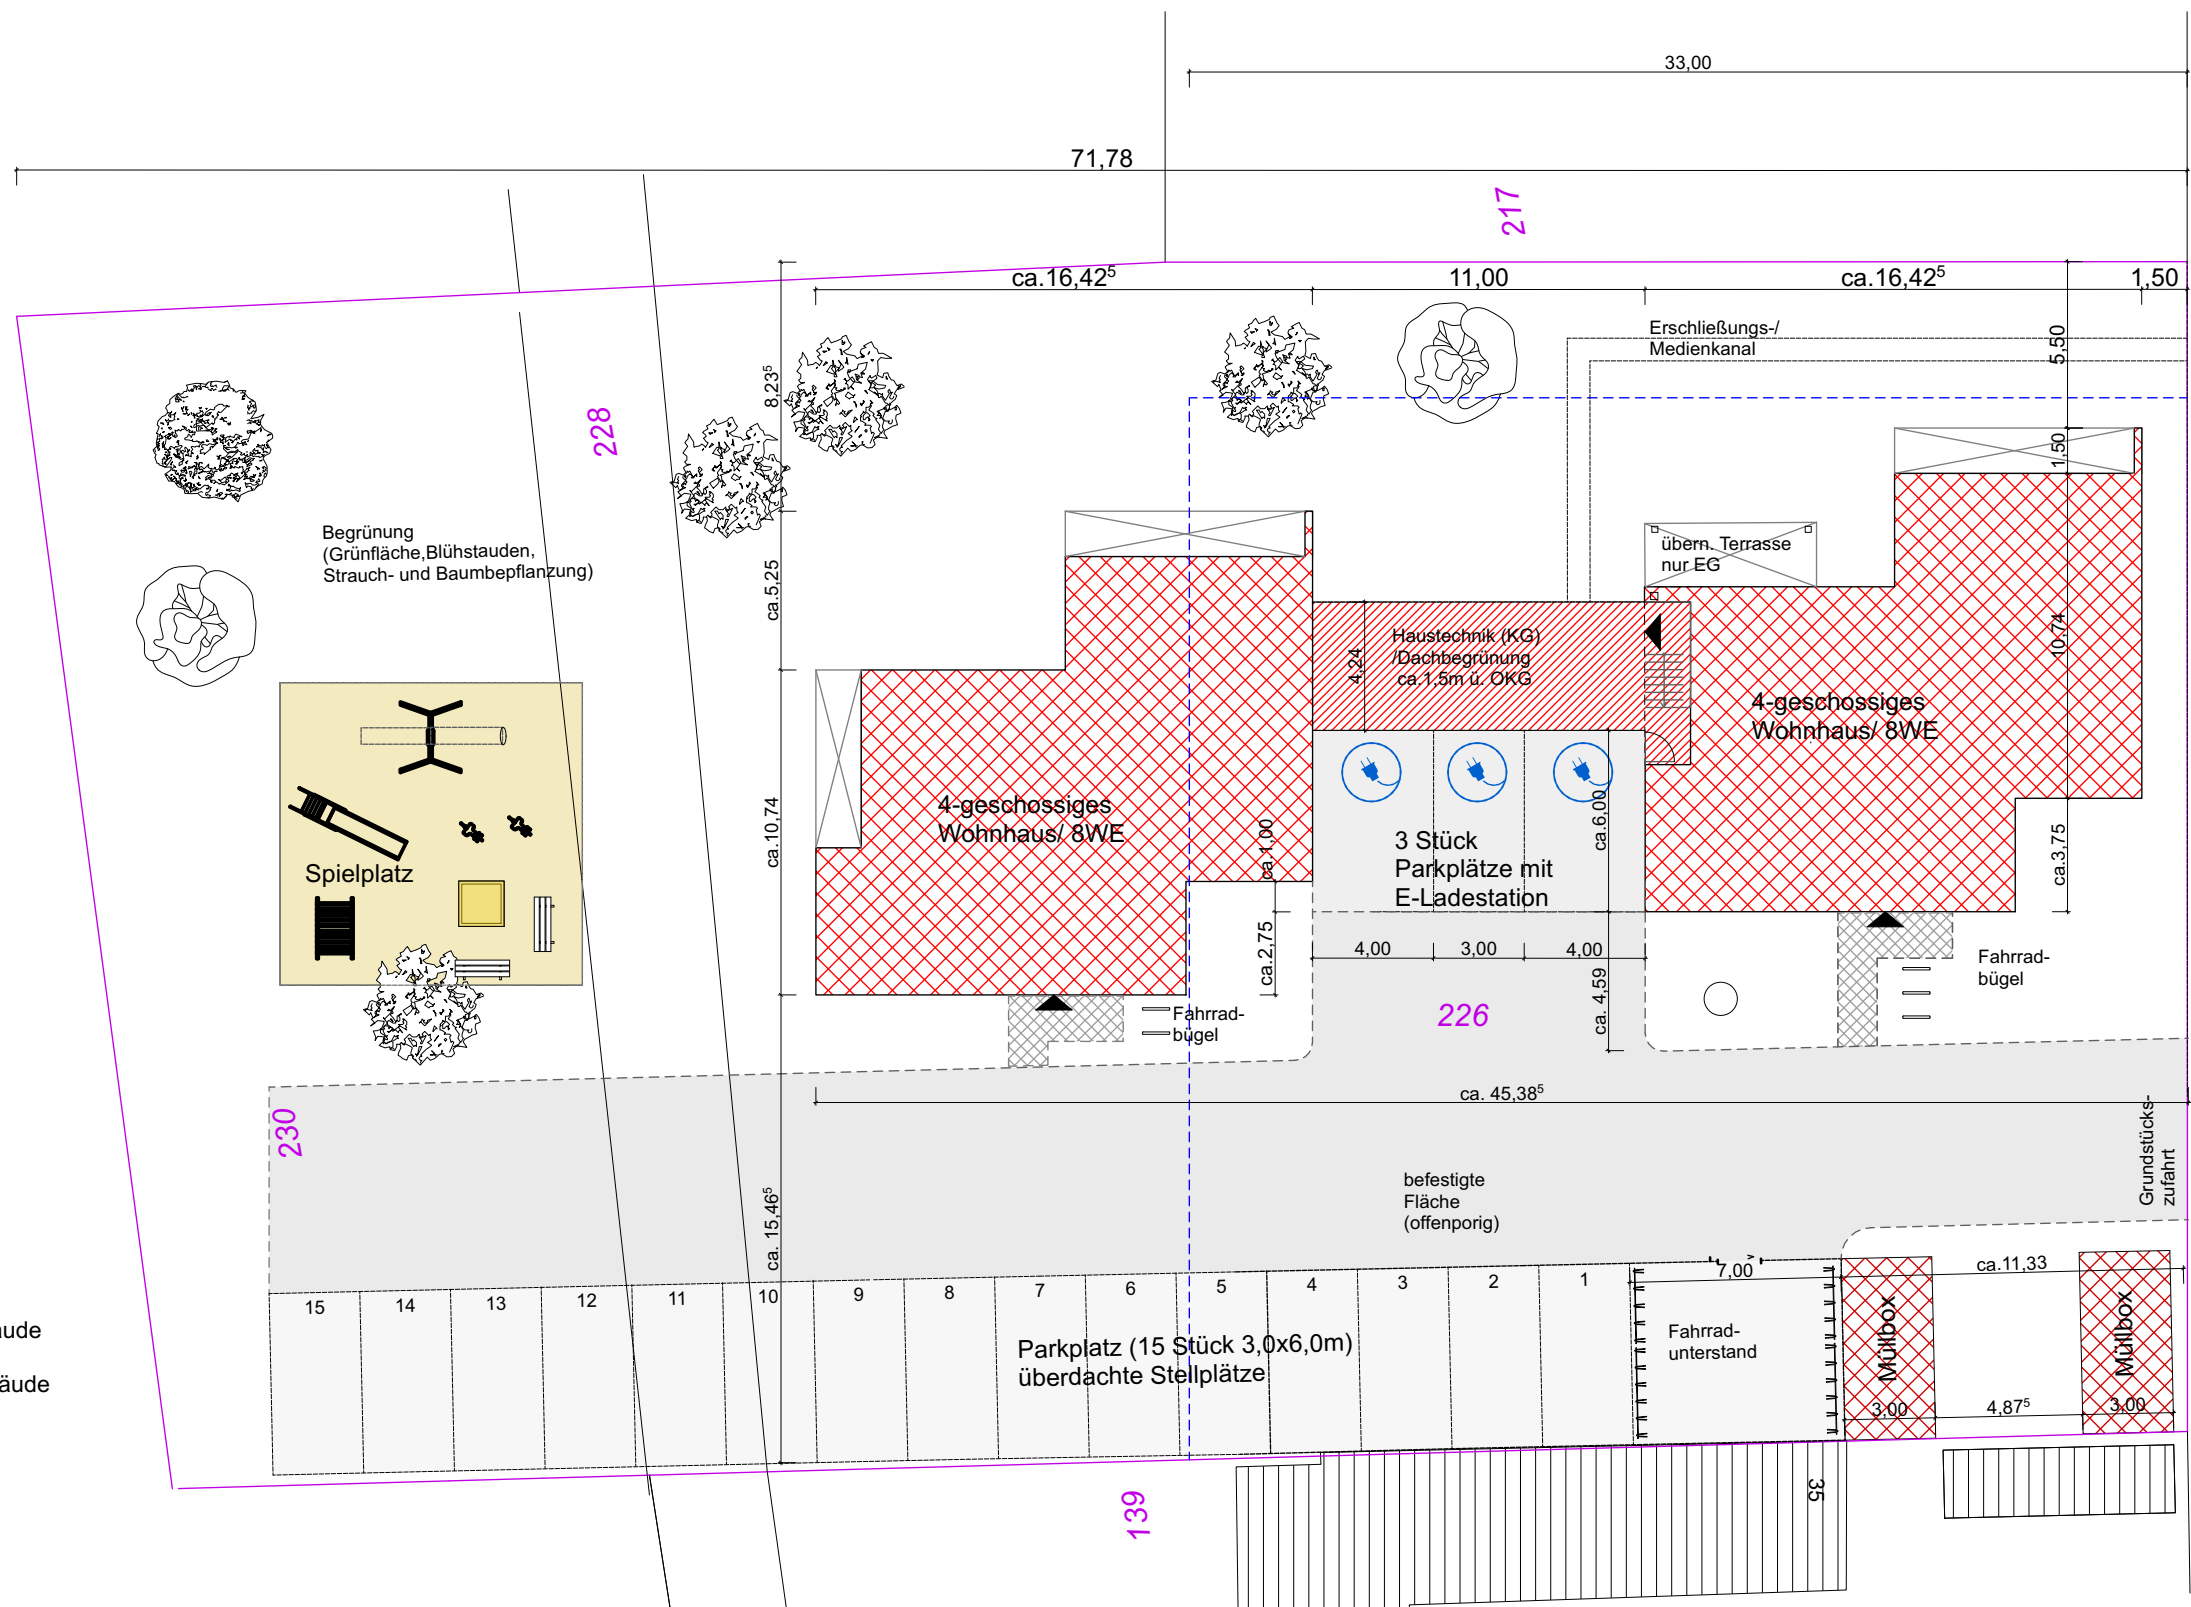 33,00
71,78
217
ca.16,42⁵
11,00
ca.16,42⁵
1,50
Erschließungs-/
Medienkanal
5,50
8,23⁵
228
1,50
Begrünung
(Grünfläche,Blühstauden,
Strauch- und Baumbepflanzung)
ca.5,25
übern. Terrasse
nur EG
Haustechnik (KG)
/Dachbegrünung
ca.1,5m ü. OKG
4,24
10,74
4-geschossiges
Wohnhaus/ 8WE
4-geschossiges
Wohnhaus/ 8WE
ca.10,74
ca 1,00
ca.6,00
3 Stück
Parkplätze mit
E-Ladestation
ca.3,75
Spielplatz
ca.2,75
4,00
3,00
4,00
ca. 4,59
Fahrrad-
bügel
226
Fahrrad-
bügel
ca. 45,38⁵
230
Grundstücks-
zufahrt
befestigte
Fläche
(offenporig)
ca. 15,46⁵
7,00
ca.11,33
15
14
13
12
11
10
9
8
7
6
5
4
3
2
1
Parkplatz (15 Stück 3,0x6,0m)
überdachte Stellplätze
Fahrrad-
unterstand
Müllbox
Müllbox
3,00
4,87⁵
3,00
äude
139
35